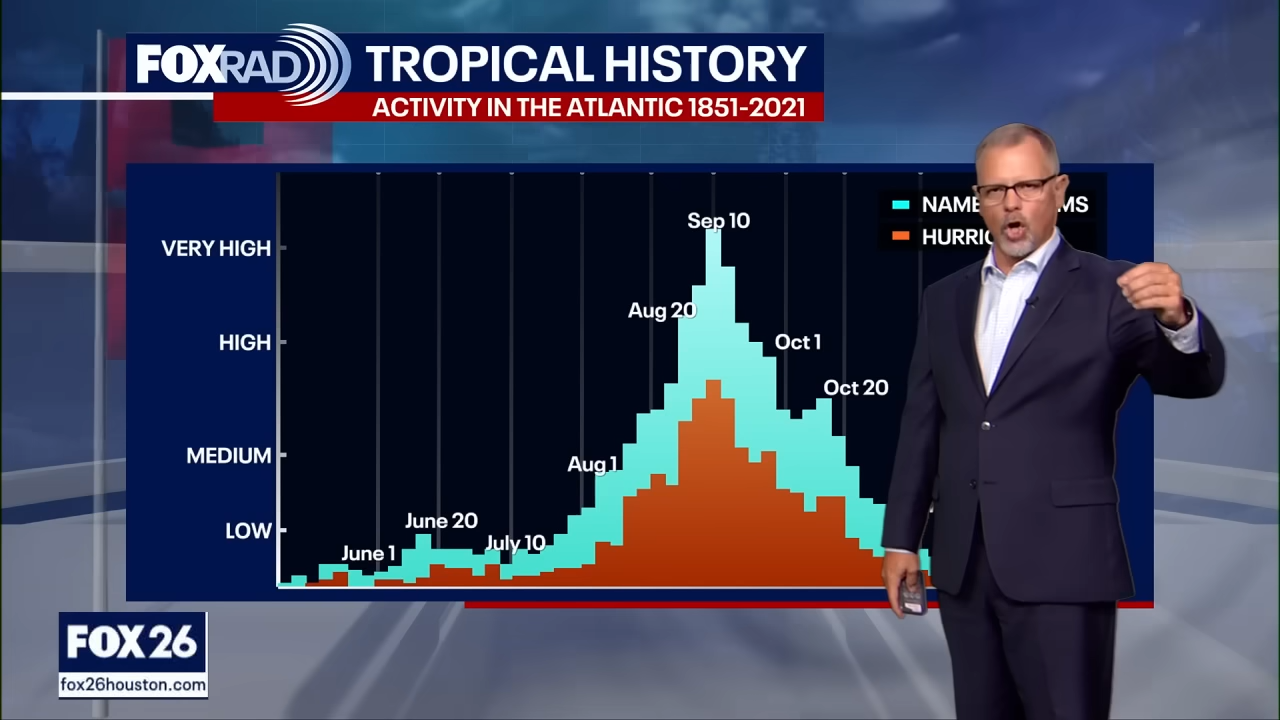 FOXRAD
TROPICAL HISTORY
ACTIVITY IN THE ATLANTIC 1851-2021
Sep 10
VERY HIGH
Aug 20
HIGH
Oct 1
Oct 20
MEDIUM
Aug 1
LOW
June 20
July 10
June 1
FOX 26
fox26houston.com